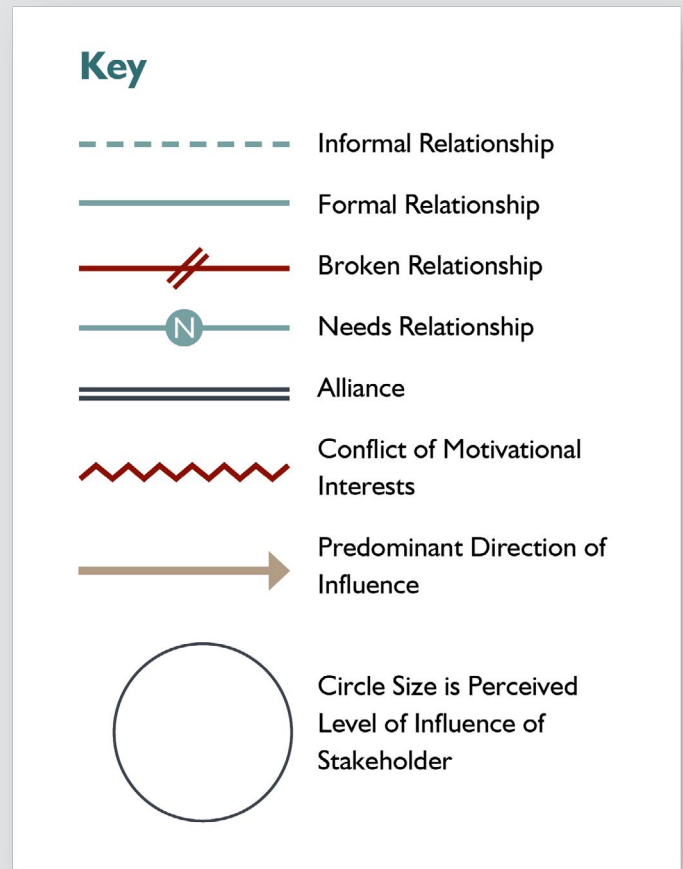 Key
Informal Relationship
Formal Relationship
Broken Relationship
N
Needs Relationship
Alliance
Conflict of Motivational
Interests
Predominant Direction of
Influence
Circle Size is Perceived
Level of Influence of
Stakeholder